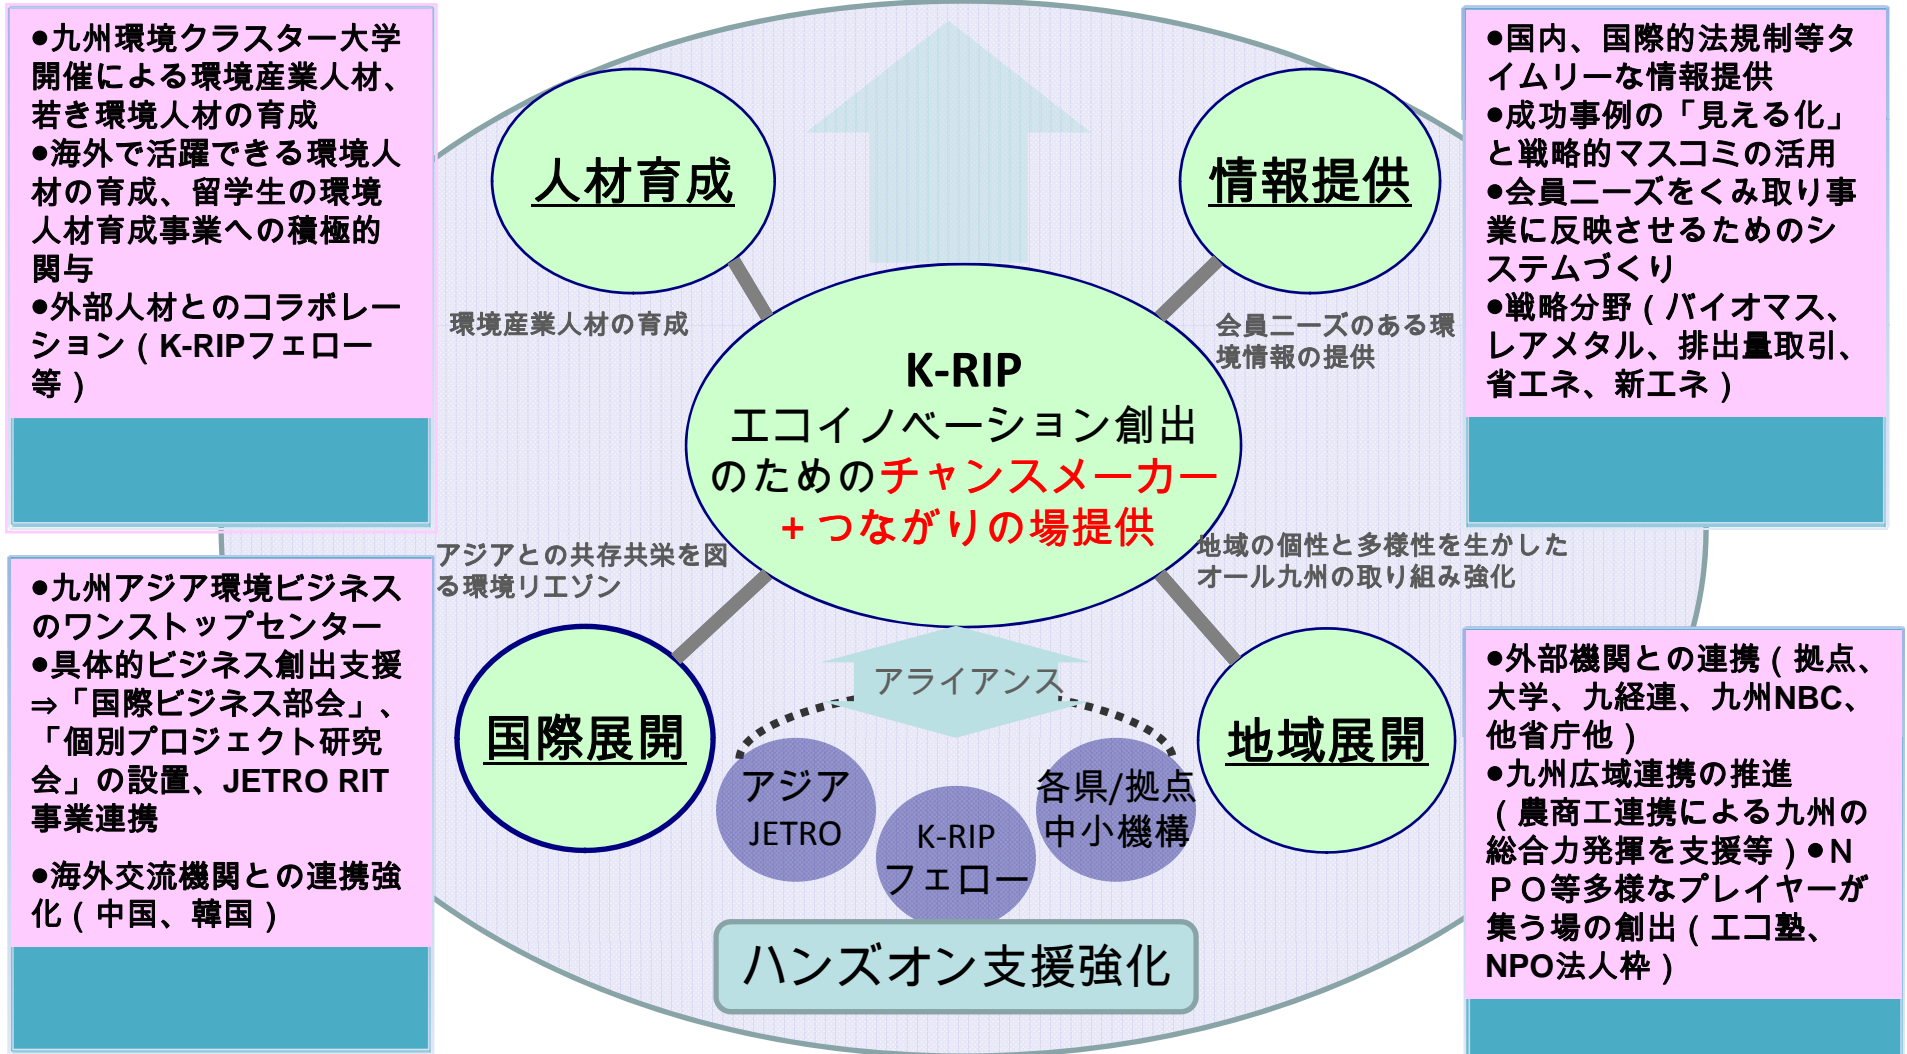 ●九州環境クラスター大学
開催による環境産業人材、
若き環境人材の育成
●海外で活躍できる環境人
材の育成、留学生の環境
人材育成事業への積極的
関与
●外部人材とのコラボレー
ション（K-RIPフェロー
等）
人材育成
環境産業人材の育成
情報提供
会員ニーズのある環
境情報の提供
●国内、国際的法規制等タ
イムリーな情報提供
●成功事例の「見える化」
と戦略的マスコミの活用
●会員ニーズをくみ取り事
業に反映させるためのシ
ステムづくり
●戦略分野（バイオマス、
レアメタル、排出量取引、
省エネ、新エネ）
K-RIP
エコイノベーション創出
のためのチャンスメーカー
+つながりの場提供
アジアとの共存共栄を図
る環境リエゾン
地域の個性と多様性を生かした
オール九州の取り組み強化
●九州アジア環境ビジネス
のワンストップセンター
●具体的ビジネス創出支援
⇒「国際ビジネス部会」、
「個別プロジェクト研究
会」の設置、JETRO RIT
事業連携
●海外交流機関との連携強
化（中国、韓国）
国際展開
アライアンス
アジア
JETRO
K-RIP
フェロー
各県/拠点
中小機構
地域展開
ハンズオン支援強化
●外部機関との連携（拠点、
大学、九経連、九州NBC、
他省庁他）
●九州広域連携の推進
（農商工連携による九州の
総合力発揮を支援等）●Ｎ
ＰＯ等多様なプレイヤーが
集う場の創出（エコ塾、
NPO法人枠）